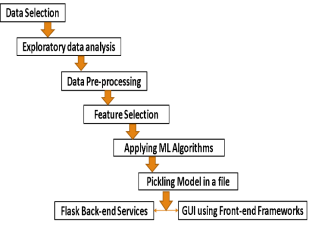 Data Selection
Exploratory data analysis
Data Pre-processing
Feature Selection
Applying ML Algorithms
Pickling Model in a file
Flask Back-end Services
GUI using Front-end Frameworks